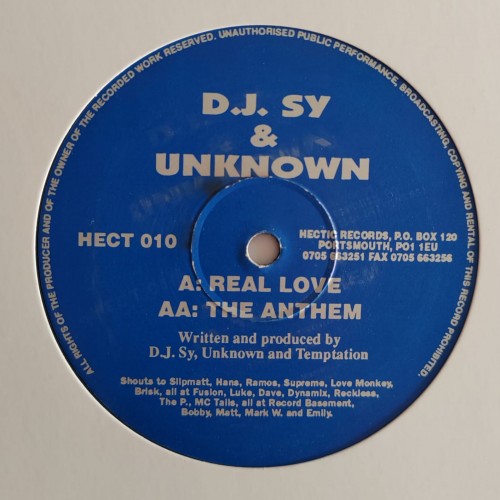 ALL RIGHTS OF THE PRODUCER AND OF THE OWNER OF THE RECORDED WORK RESERVED. UNAUTHORISED PUBLIC PERFORMANCE, BROADCASTING, COPYING AND RENTAL OF THIS RECORD PROHIBITED.
D.J. SY
&
UNKNOWN
HECT 010
HECTIC RECORDS, P.O. BOX 120
PORTSMOUTH, PO1 1EU
0705 663251 FAX 0705 663256
A: REAL LOVE
AA: THE ANTHEM
Written and produced by
D.J. Sy, Unknown and Temptation
Shouts to Slipmatt, Hans, Ramos, Supreme, Love Monkey,
Brisk, all at Fusion, Luke, Dave, Dynamix, Reckless,
The P., MC Tails, all at Record Basement,
Bobby, Matt, Mark W. and Emily.